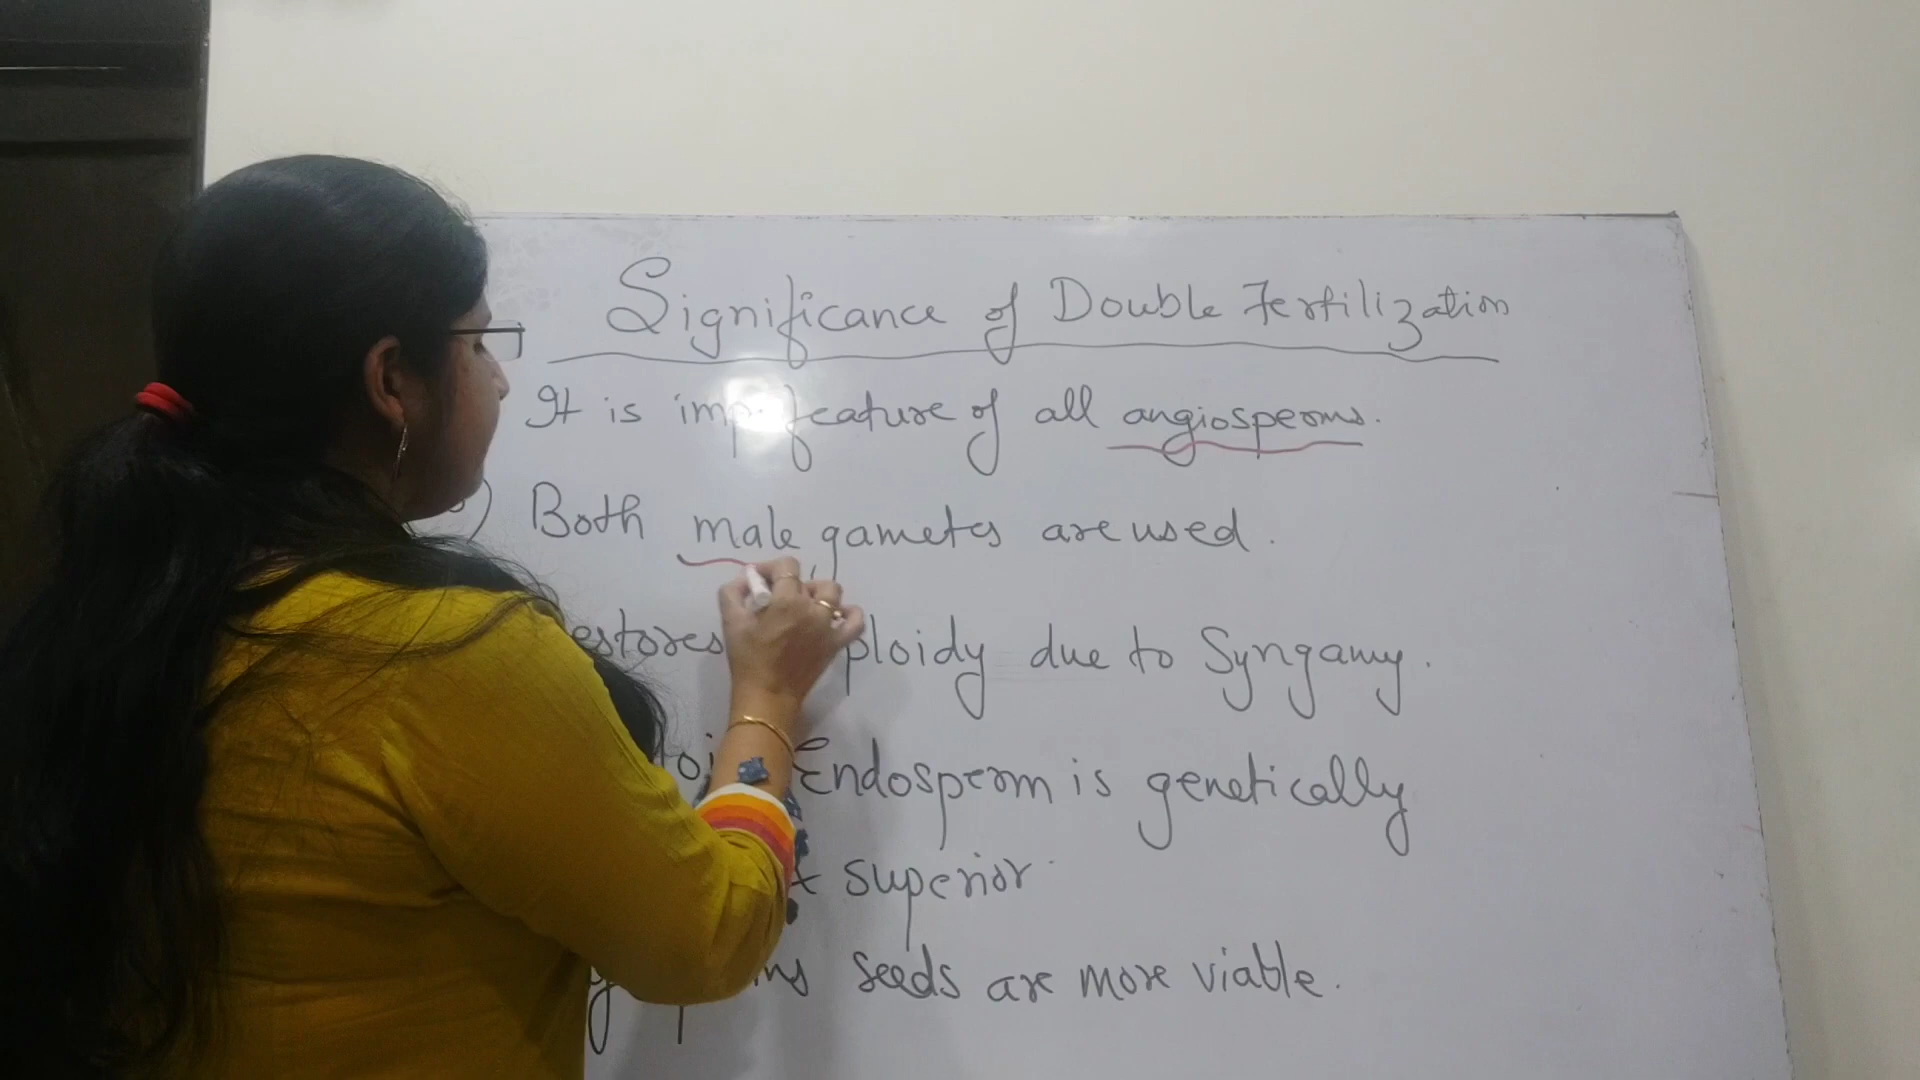 Significance of Double Fertilization
It is imp. feature of all angiosperms.
Both male gametes are used.
ploidy due to Syngamy.
Endosperm is genetically
superior
seeds are more viable.